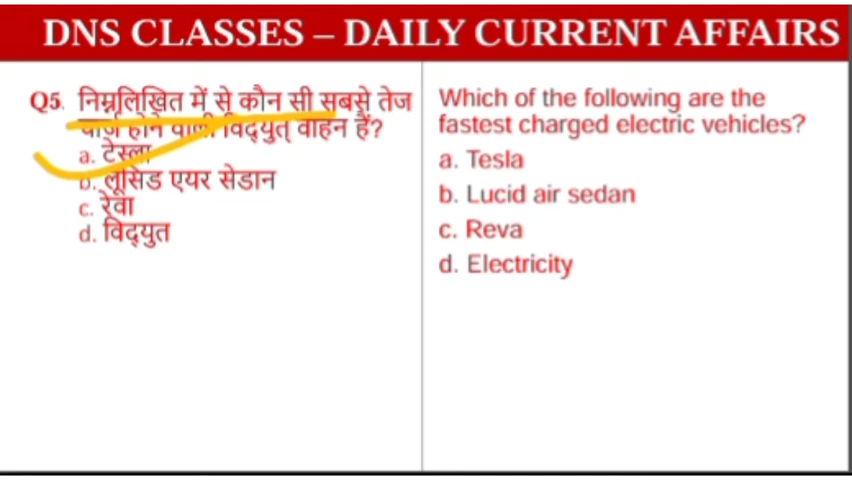 DNS CLASSES – DAILY CURRENT AFFAIRS
Q5. निम्नलिखित में से कौन सी सबसे तेज
चार्ज होने वाली विद्युत् वाहन हैं?
a. टेस्ला
b. लूसिड एयर सेडान
c. रेवा
d. विद्युत
Which of the following are the
fastest charged electric vehicles?
a. Tesla
b. Lucid air sedan
c. Reva
d. Electricity